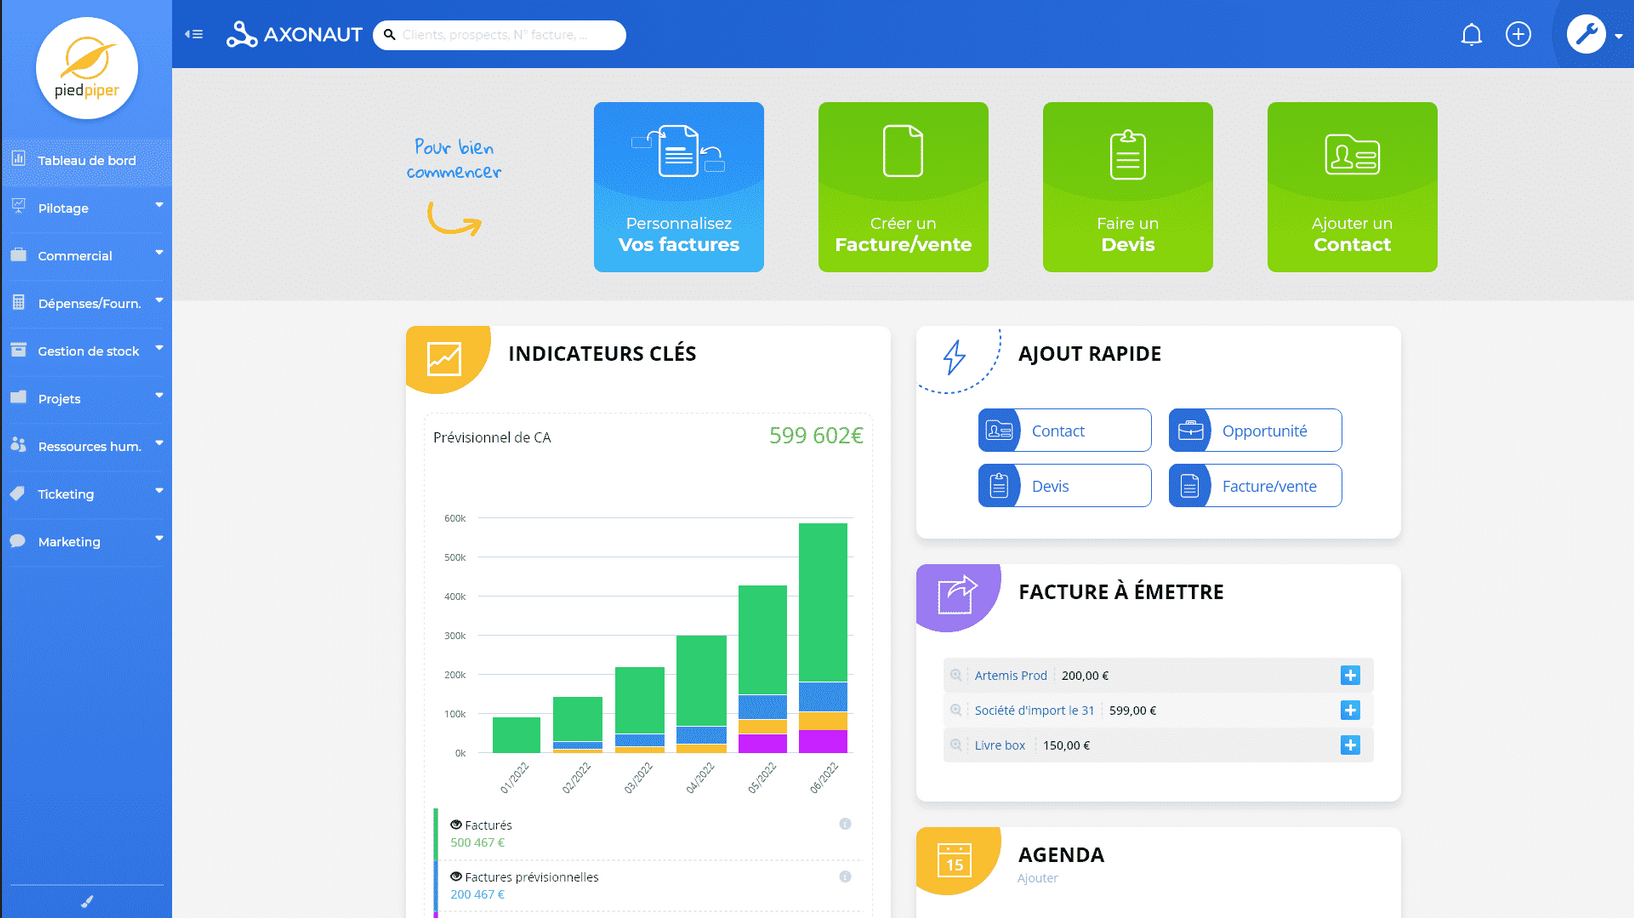 piedpiper
AXONAUT
Clients, prospects, N° facture, ...
Tableau de bord
Pilotage
Commercial
Dépenses/Fourn.
Gestion de stock
Projets
Ressources hum.
Ticketing
Marketing
Pour bien
commencer
Personnalisez
Vos factures
Créer un
Facture/vente
Faire un
Devis
Ajouter un
Contact
INDICATEURS CLÉS
Prévisionnel de CA
599 602€
600k
500k
400k
300k
200k
100k
0k
01/2022
02/2022
03/2022
04/2022
05/2022
06/2022
Facturés
500 467 €
Factures prévisionnelles
200 467 €
AJOUT RAPIDE
Contact
Opportunité
Devis
Facture/vente
FACTURE À ÉMETTRE
Artemis Prod 200,00 €
Société d'import le 31 599,00 €
Livre box 150,00 €
15
AGENDA
Ajouter